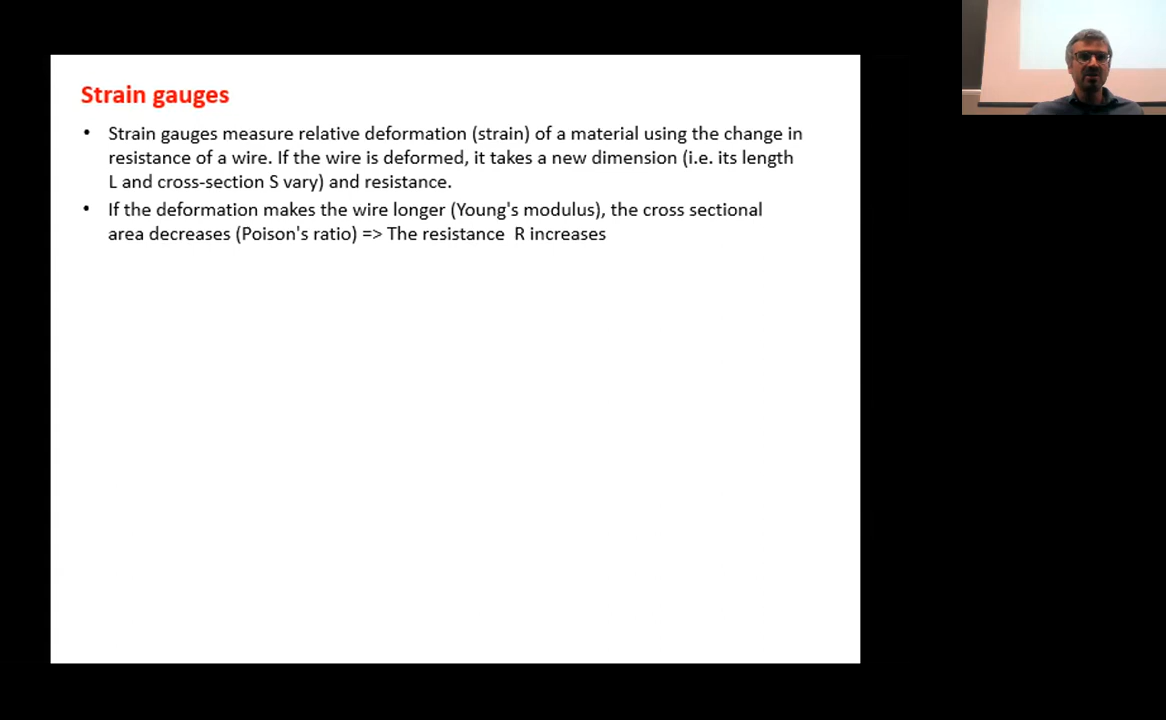 Strain gauges
• Strain gauges measure relative deformation (strain) of a material using the change in
resistance of a wire. If the wire is deformed, it takes a new dimension (i.e. its length
L and cross-section S vary) and resistance.
• If the deformation makes the wire longer (Young's modulus), the cross sectional
area decreases (Poison's ratio) => The resistance  R increases